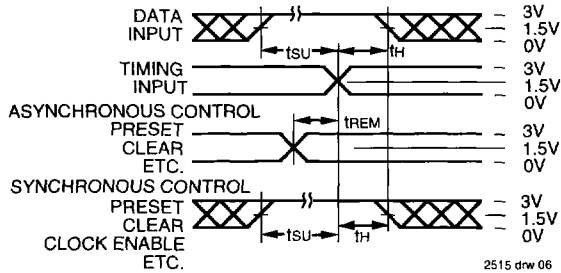 DATA
INPUT
3V
1.5V
0V
tSU
tH
TIMING
INPUT
3V
1.5V
0V
ASYNCHRONOUS CONTROL
PRESET
CLEAR
ETC.
tREM
3V
1.5V
0V
SYNCHRONOUS CONTROL
PRESET
CLEAR
CLOCK ENABLE
ETC.
tSU
tH
3V
1.5V
0V
2515 drw 06